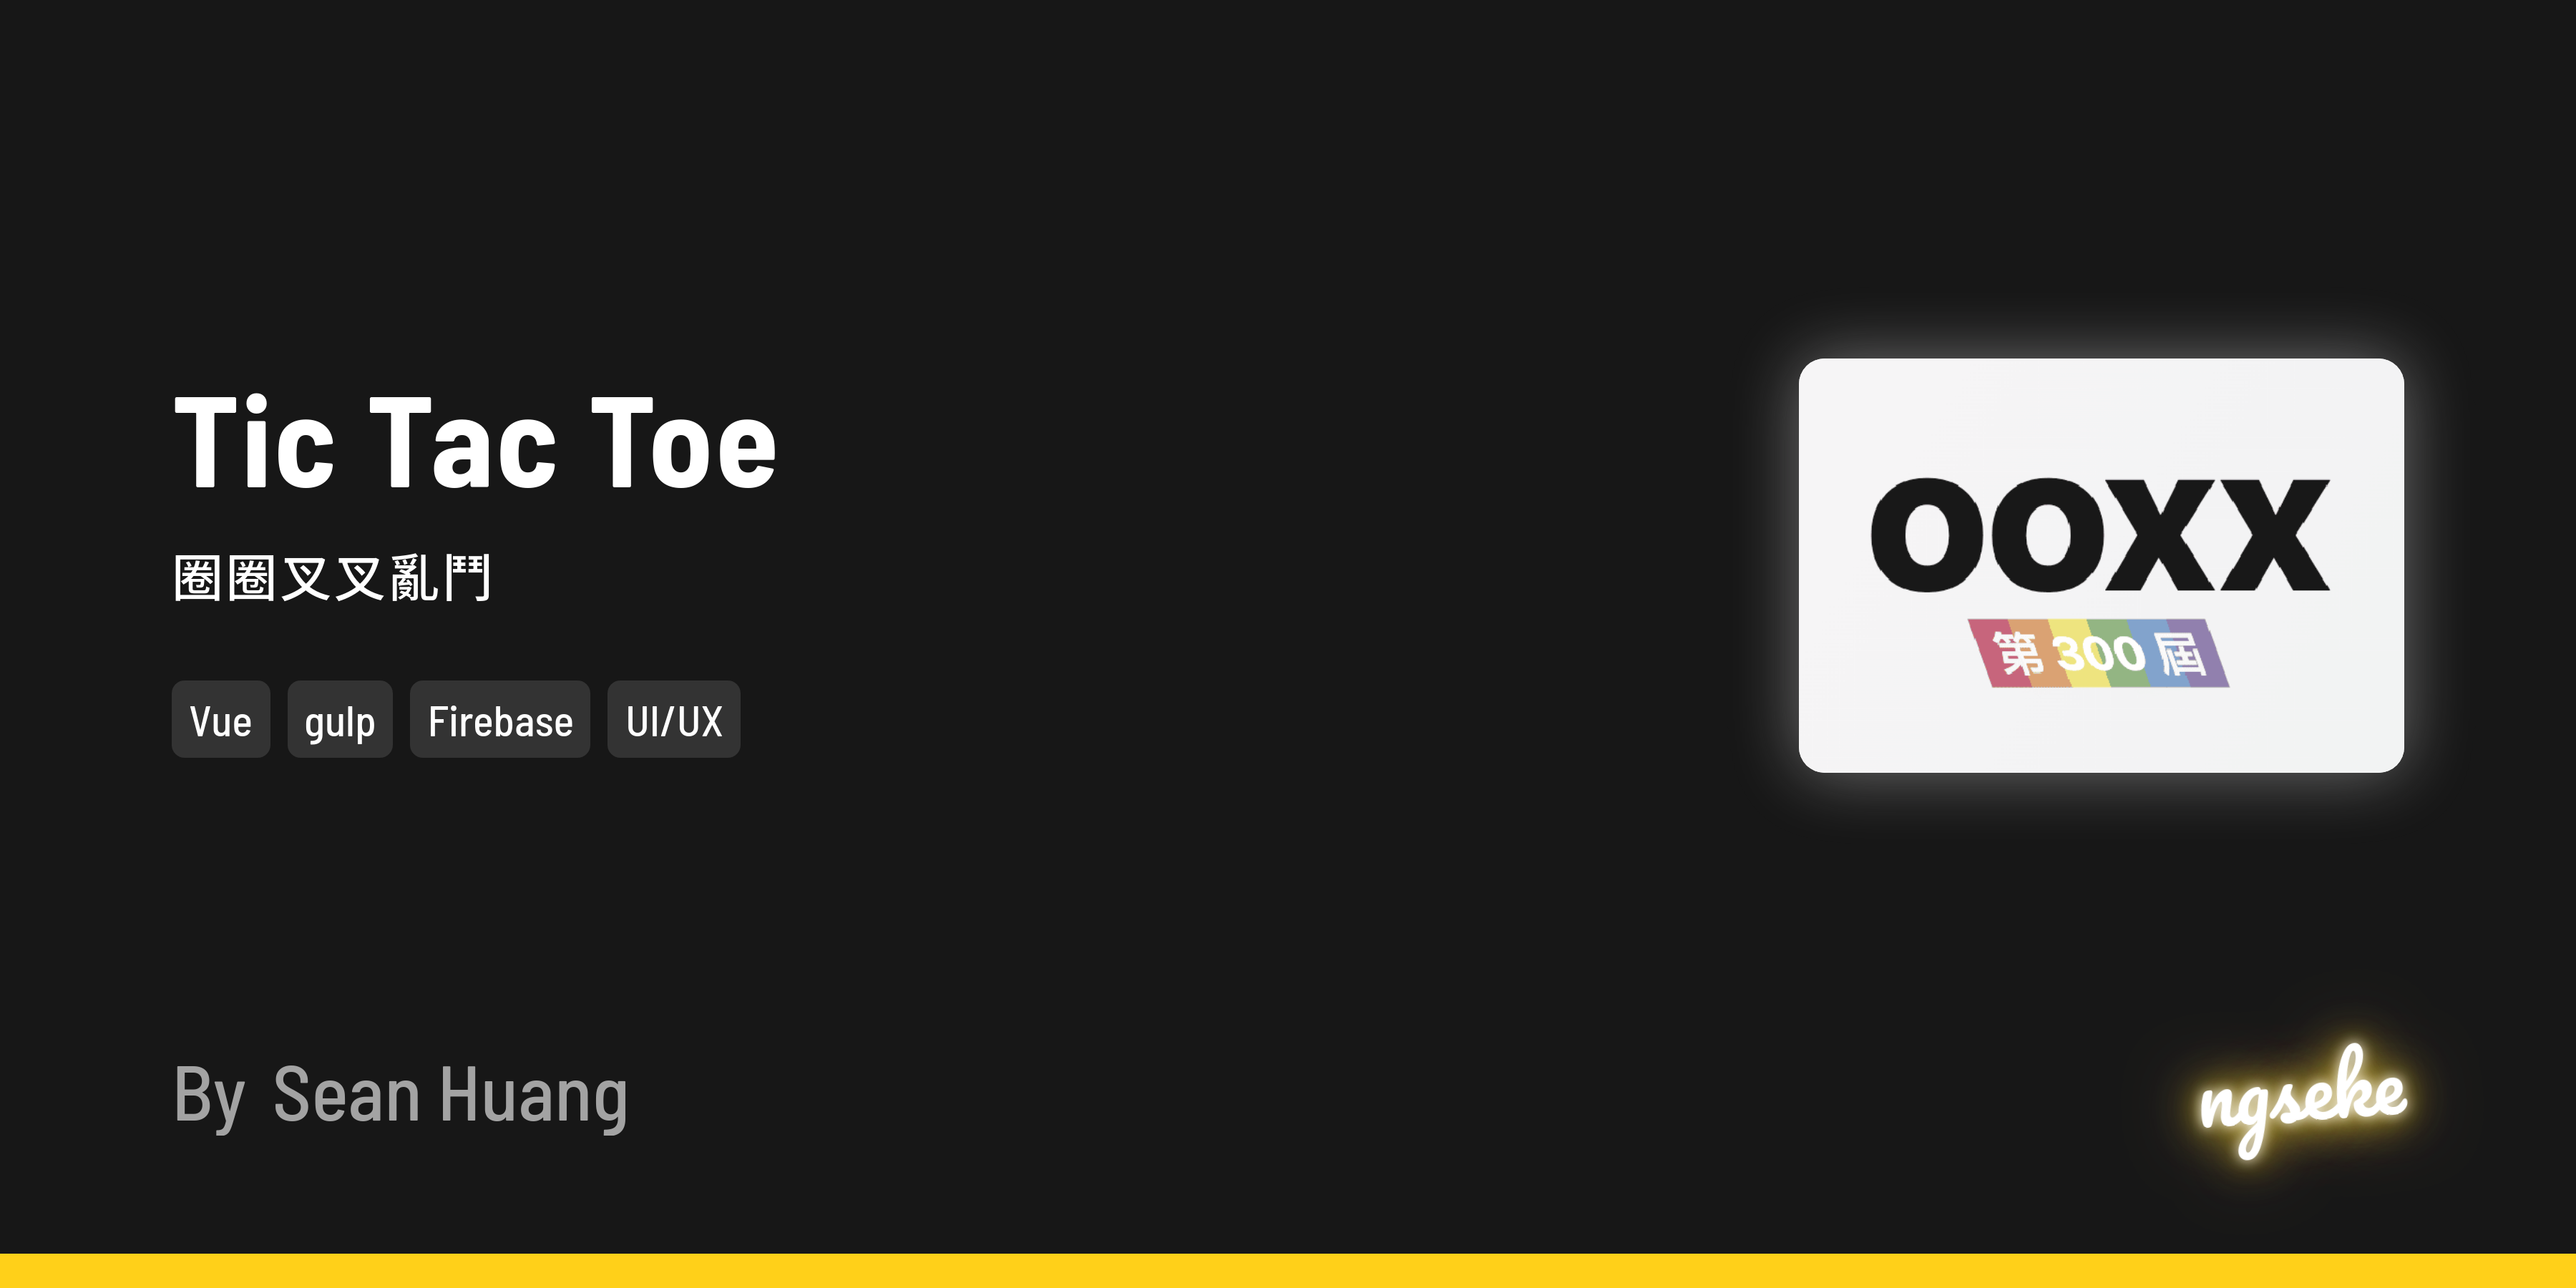 Tic Tac Toe
圈圈叉叉亂鬥
Vue gulp Firebase UI/UX
OOXX
第 300 屆
By Sean Huang
ngseke